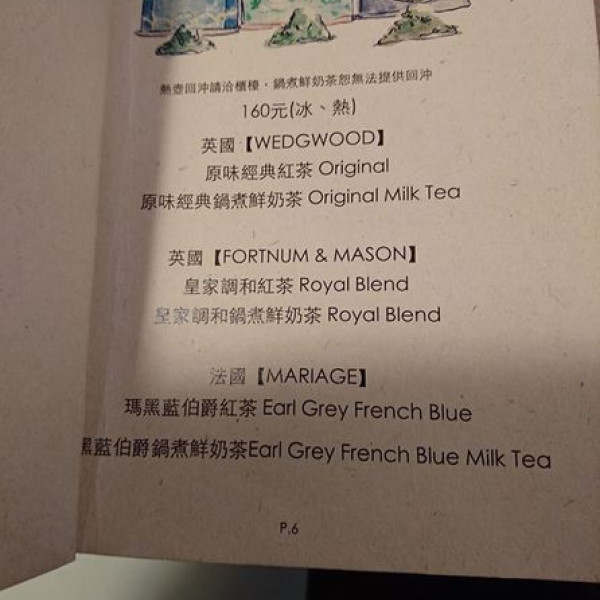 熱壺回沖請洽櫃檯，鍋煮鮮奶茶恕無法提供回沖
160元(冰、熱)
英國【WEDGWOOD】
原味經典紅茶 Original
原味經典鍋煮鮮奶茶 Original Milk Tea
英國【FORTNUM & MASON】
皇家調和紅茶 Royal Blend
皇家調和鍋煮鮮奶茶 Royal Blend
法國【MARIAGE】
瑪黑藍伯爵紅茶 Earl Grey French Blue
黑藍伯爵鍋煮鮮奶茶Earl Grey French Blue Milk Tea
P.6